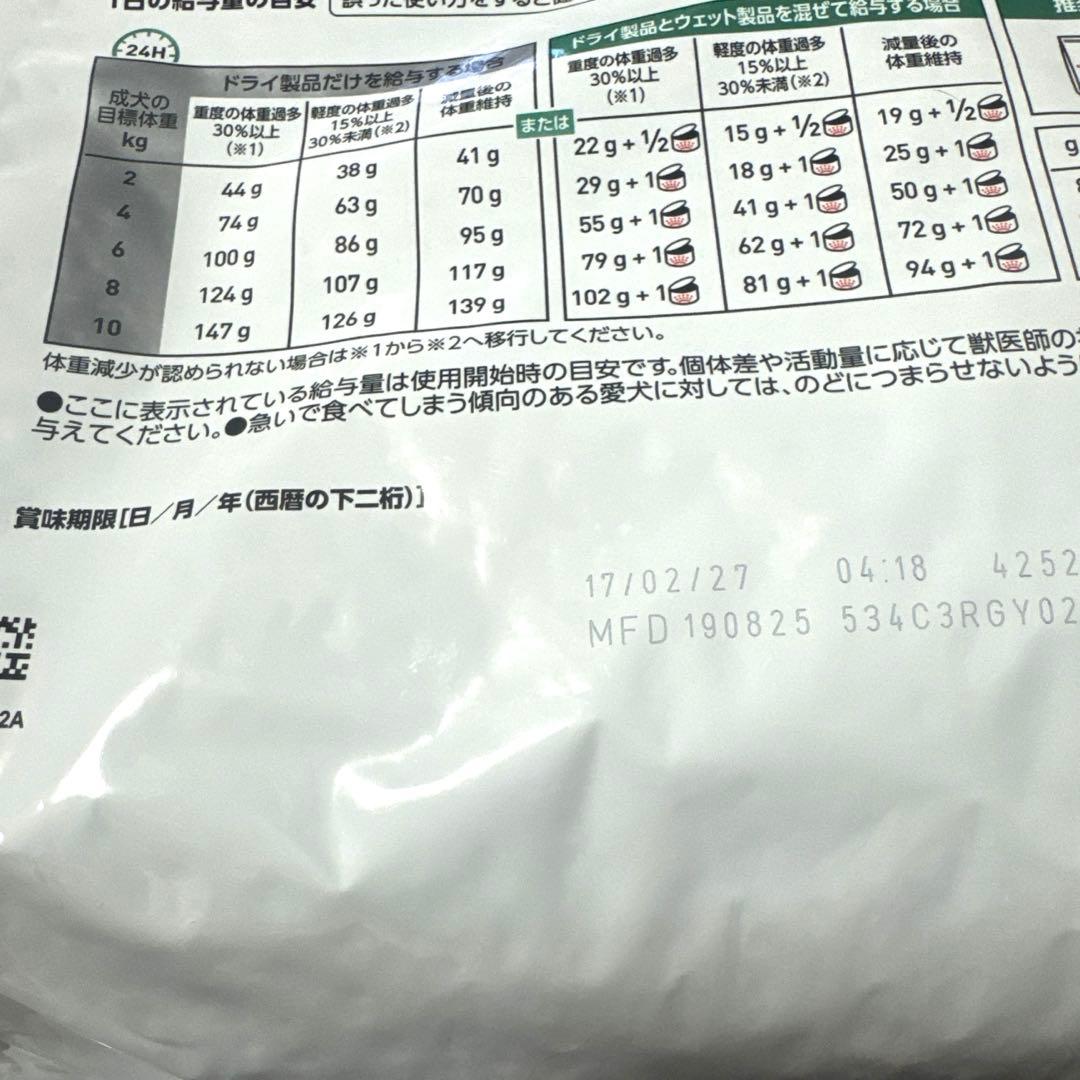 1日の給与量の目安
24H
ドライ製品だけを給与する場合
成犬の
目標体重
kg
重度の体重過多
30%以上
(※1)
軽度の体重過多
15%以上
30%未満(※2)
減量後の
体重維持
2 44 g 38 g 41 g
4 74 g 63 g 70 g
6 100 g 86 g 95 g
8 124 g 107 g 117 g
10 147 g 126 g 139 g
または
ドライ製品とウェット製品を混ぜて給与する場合
重度の体重過多
30%以上
(※1)
軽度の体重過多
15%以上
30%未満(※2)
減量後の
体重維持
22 g + 1/2 15 g + 1/2 19 g + 1/2
29 g + 1 18 g + 1 25 g + 1
55 g + 1 41 g + 1 50 g + 1
79 g + 1 62 g + 1 72 g + 1
102 g + 1 81 g + 1 94 g + 1
体重減少が認められない場合は※1から※2へ移行してください。
●ここに表示されている給与量は使用開始時の目安です。個体差や活動量に応じて獣医師の
与えてください。●急いで食べてしまう傾向のある愛犬に対しては、のどにつまらせないよう
賞味期限[日/月/年(西暦の下二桁)]
17/02/27 04:18 4252
MFD 190825 534C3RGY02
2A